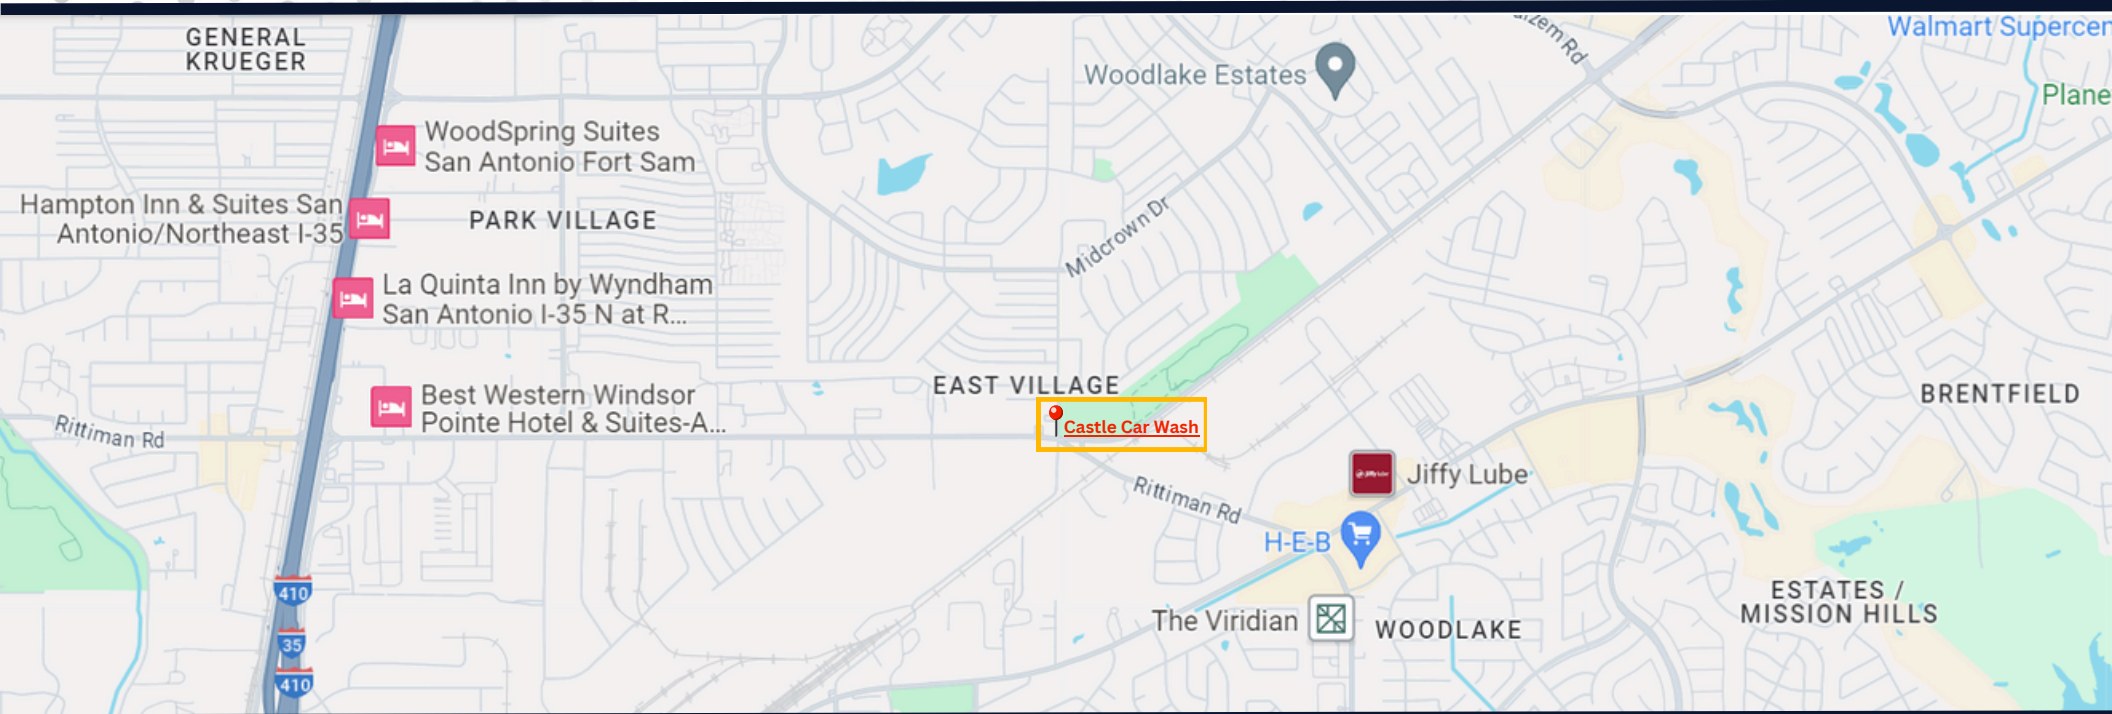 GENERAL
KRUEGER
Walmart Supercen
Woodlake Estates
Plane
WoodSpring Suites
San Antonio Fort Sam
Hampton Inn & Suites San
Antonio/Northeast I-35
PARK VILLAGE
Midcrown Dr
La Quinta Inn by Wyndham
San Antonio I-35 N at R...
EAST VILLAGE
BRENTFIELD
Best Western Windsor
Pointe Hotel & Suites-A...
Castle Car Wash
Rittiman Rd
Jiffy Lube
Rittiman Rd
H-E-B
410
ESTATES /
MISSION HILLS
The Viridian
WOODLAKE
35
410